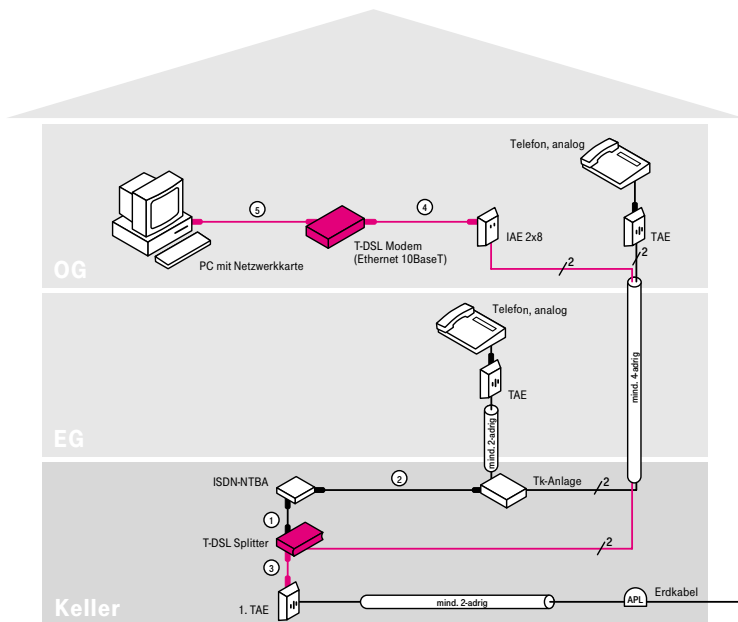 Telefon, analog
5
4
T-DSL Modem
(Ethernet 10BaseT)
IAE 2x8
TAE
PC mit Netzwerkkarte
2
2
OG
Telefon, analog
TAE
mind. 4-adrig
mind. 2-adrig
EG
ISDN-NTBA
2
Tk-Anlage
2
1
T-DSL Splitter
2
3
1. TAE
mind. 2-adrig
APL
Erdkabel
Keller